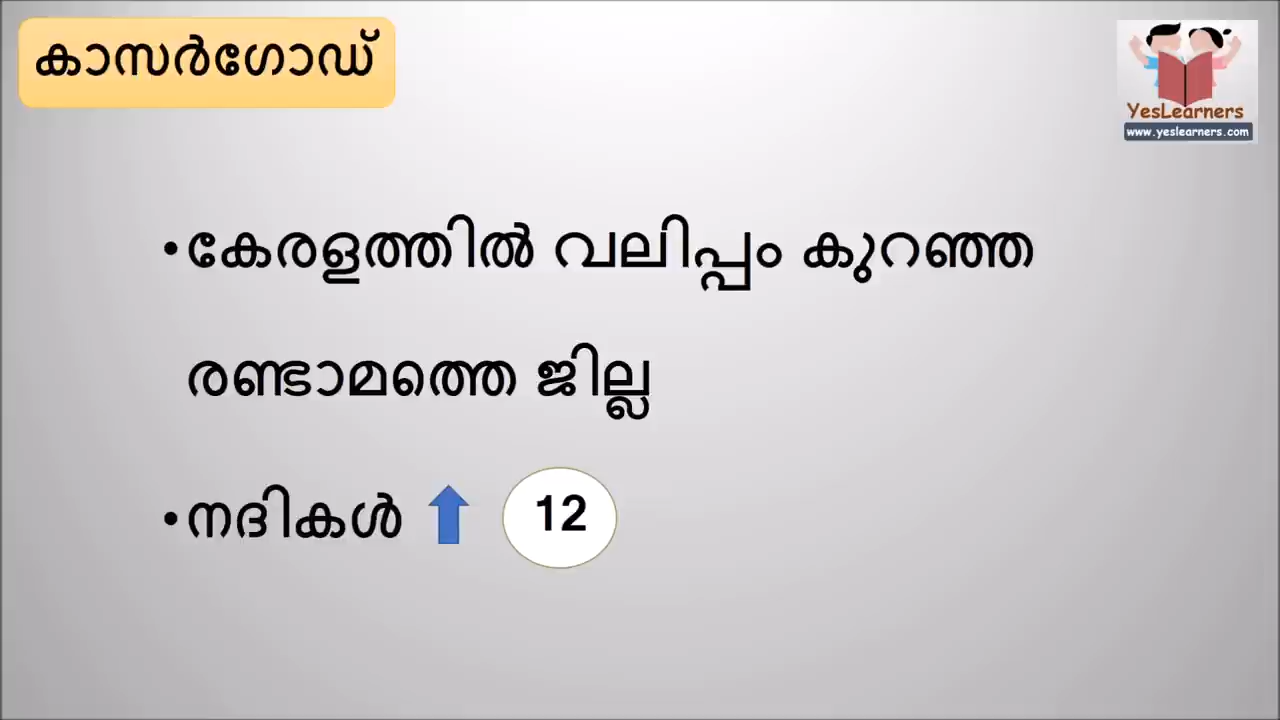 കാസർഗോഡ്
YesLearners
www.yeslearners.com
•കേരളത്തിൽ വലിപ്പം കുറഞ്ഞ
രണ്ടാമത്തെ ജില്ല
•നദികൾ 12